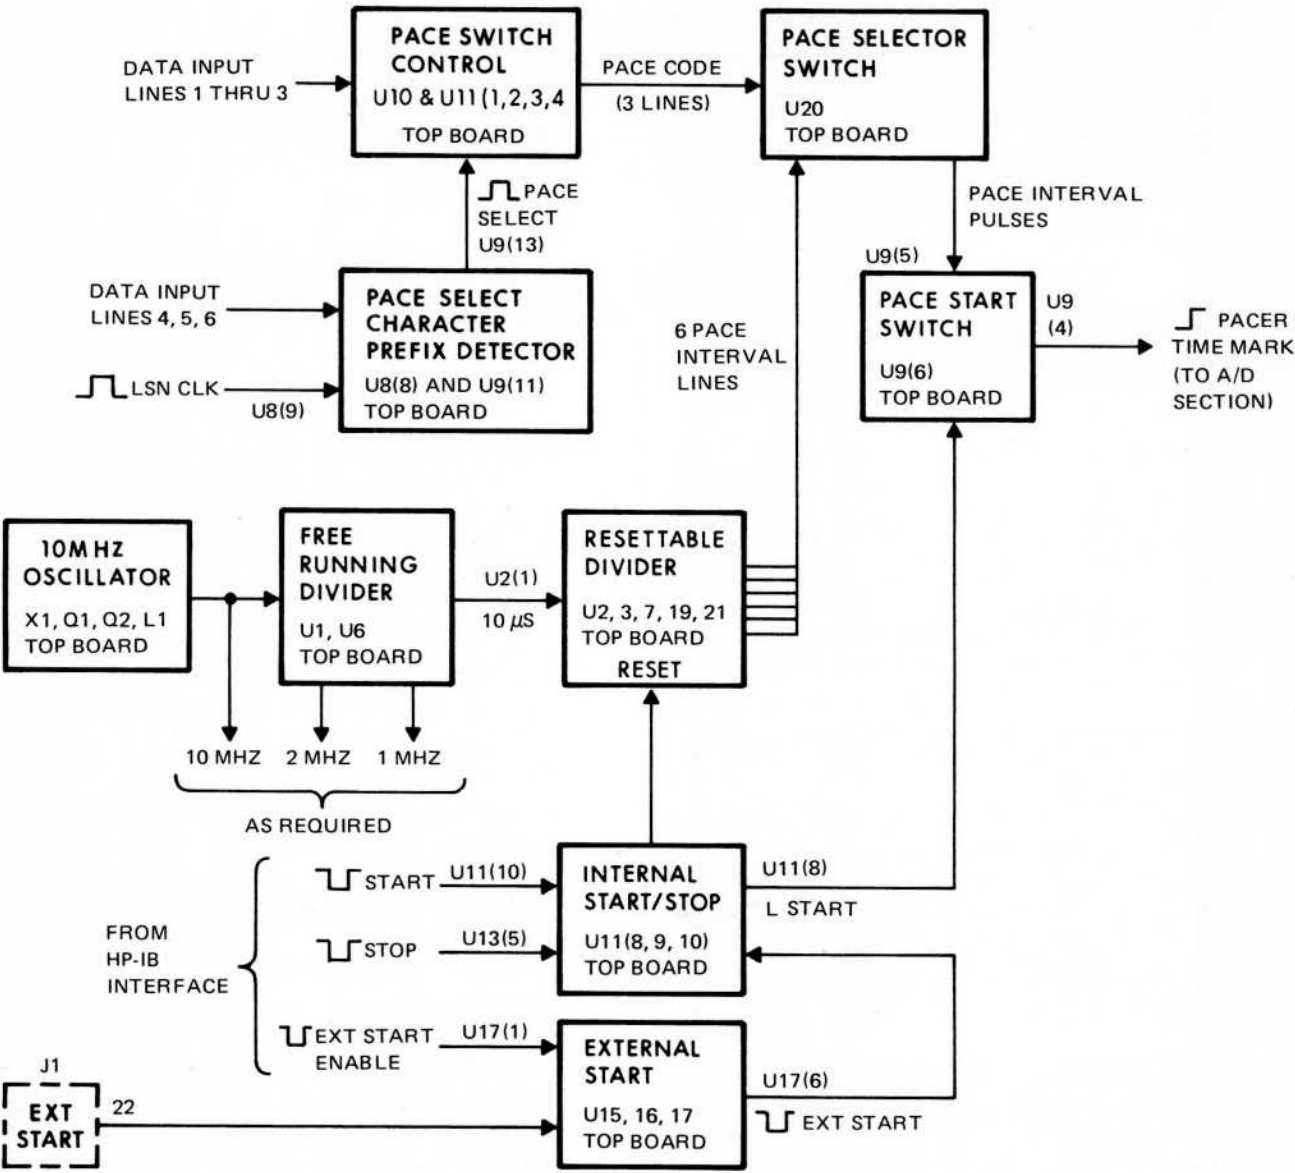 PACE SWITCH
CONTROL
U10 & U11 (1,2,3,4
TOP BOARD
DATA INPUT
LINES 1 THRU 3
PACE CODE
(3 LINES)
PACE SELECTOR
SWITCH
U20
TOP BOARD
PACE
SELECT
U9(13)
PACE INTERVAL
PULSES
DATA INPUT
LINES 4, 5, 6
LSN CLK
U8(9)
PACE SELECT
CHARACTER
PREFIX DETECTOR
U8(8) AND U9(11)
TOP BOARD
6 PACE
INTERVAL
LINES
U9(5)
PACE START
SWITCH
U9(6)
TOP BOARD
U9
(4)
PACER
TIME MARK
(TO A/D
SECTION)
10MHZ
OSCILLATOR
X1, Q1, Q2, L1
TOP BOARD
FREE
RUNNING
DIVIDER
U1, U6
TOP BOARD
U2(1)
10 µS
RESETTABLE
DIVIDER
U2, 3, 7, 19, 21
TOP BOARD
RESET
10 MHZ
2 MHZ
1 MHZ
AS REQUIRED
FROM
HP-IB
INTERFACE
START
U11(10)
STOP
U13(5)
EXT START
ENABLE
U17(1)
INTERNAL
START/STOP
U11(8, 9, 10)
TOP BOARD
U11(8)
L START
EXTERNAL
START
U15, 16, 17
TOP BOARD
U17(6)
EXT START
J1
EXT
START
22